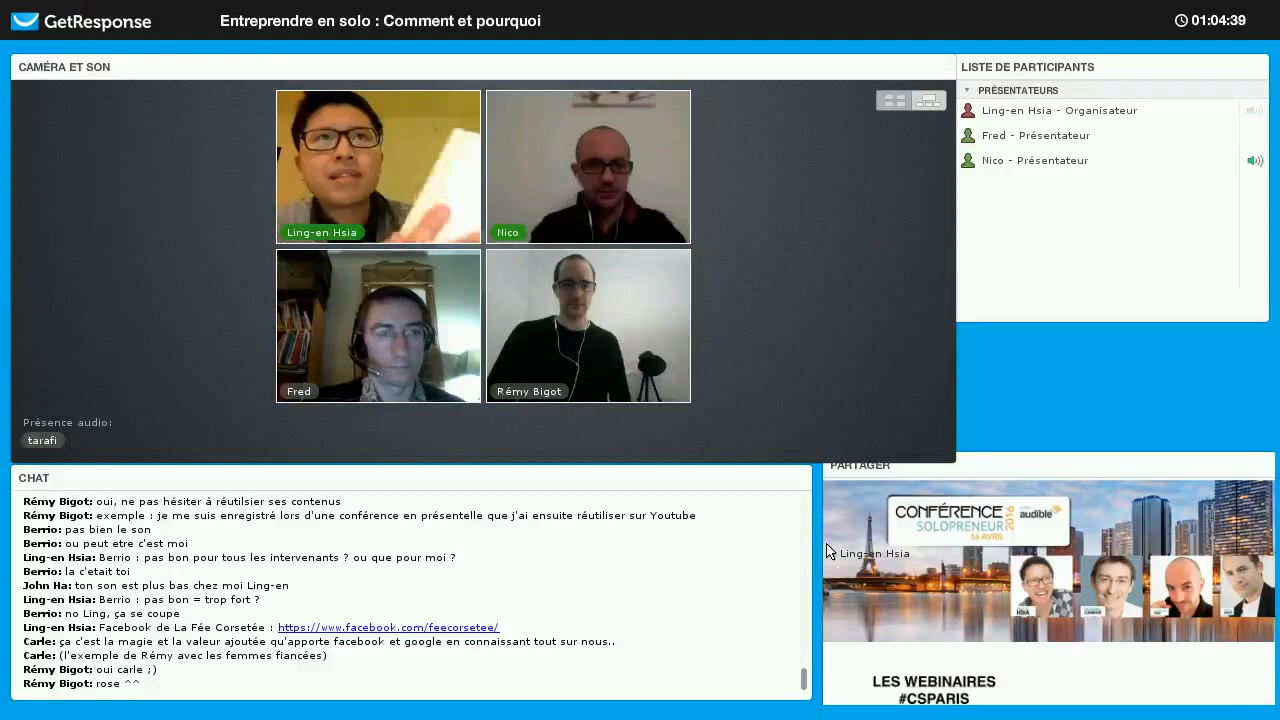 GetResponse
Entreprendre en solo : Comment et pourquoi
01:04:39
CAMÉRA ET SON
LISTE DE PARTICIPANTS
PRÉSENTATEURS
Ling-en Hsia - Organisateur
Fred - Présentateur
Nico - Présentateur
Ling-en Hsia
Nico
Fred
Rémy Bigot
Présence audio:
tarafi
CHAT
Rémy Bigot: oui, ne pas hésiter à réutilsier ses contenus
Rémy Bigot: exemple : je me suis enregistré lors d'une conférence en présentelle que j'ai ensuite réutiliser sur Youtube
Berrio: pas bien le son
Berrio: ou peut etre c'est moi
Ling-en Hsia: Berrio : pas bon pour tous les intervenants ? ou que pour moi ?
Berrio: la c'etait toi
John Ha: ton son est plus bas chez moi Ling-en
Ling-en Hsia: Berrio : pas bon = trop fort ?
Berrio: no Ling, ça se coupe
Ling-en Hsia: Facebook de La Fée Corsetée : https://www.facebook.com/feecorsetee/
Carle: ça c'est la magie et la valeur ajoutée qu'apporte facebook et google en connaissant tout sur nous..
Carle: (l'exemple de Rémy avec les femmes fiancées)
Rémy Bigot: oui carle ;)
Rémy Bigot: rose ^^
PARTAGER
CONFÉRENCE
SOLOPRENEUR
2016
16 AVRIL
audible
Ling-en Hsia
HSIA
LES WEBINAIRES
#CSPARIS